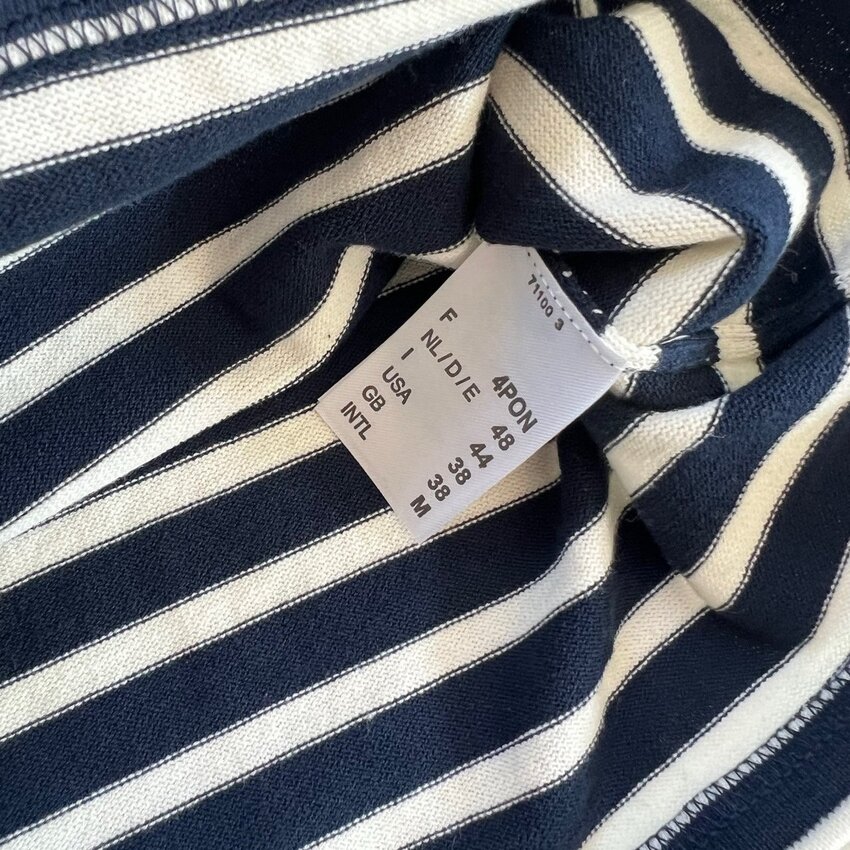 71100 3
F 4PON
NL/D/E 48
I 44
USA 38
GB 38
INTL M